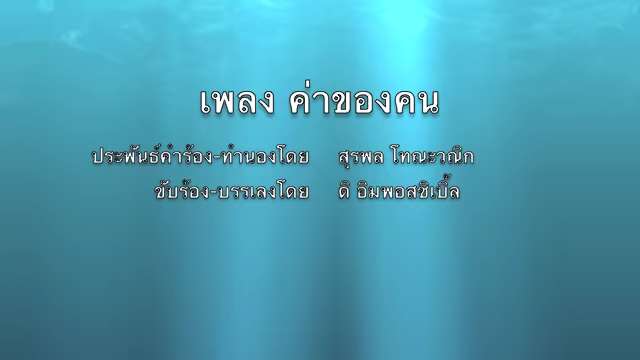 เพลง ค่าของคน
ประพันธ์คำร้อง-ทำนองโดย สุรพล โทณะวณิก
ขับร้อง-บรรเลงโดย ดิ อิมพอสซิเบิ้ล